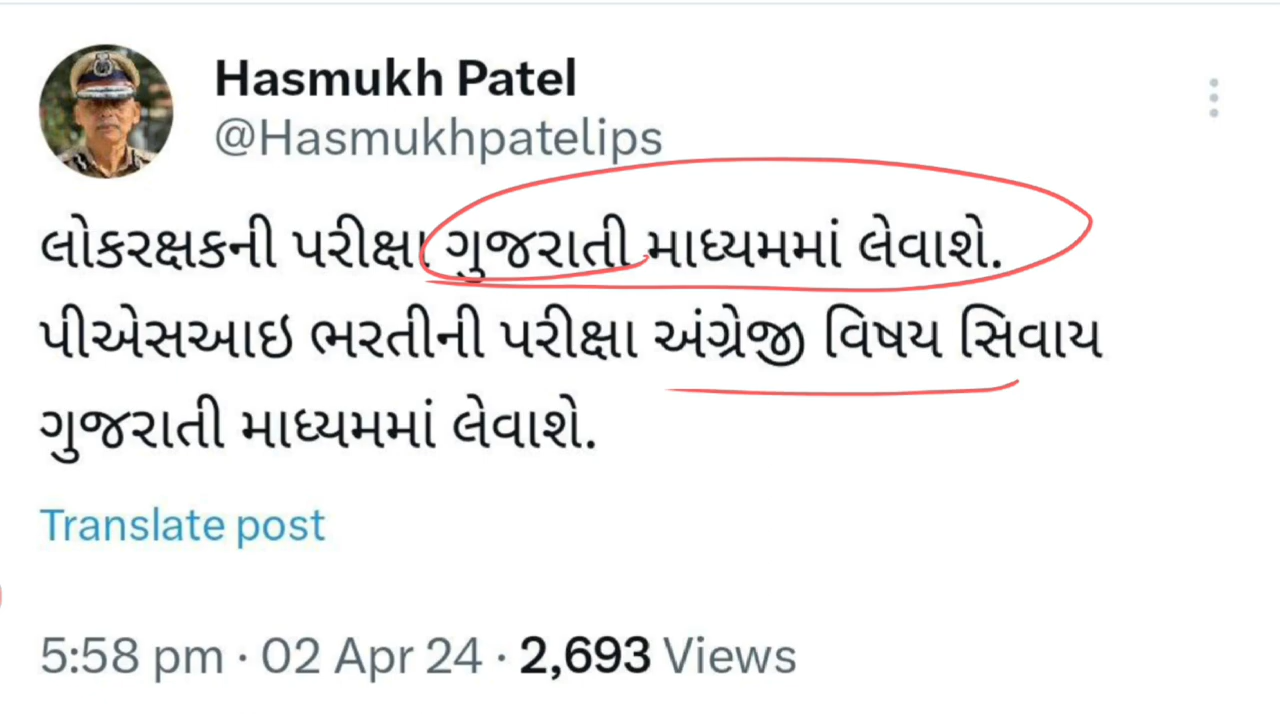 Hasmukh Patel
@Hasmukhpatelips
લોકરક્ષકની પરીક્ષા ગુજરાતી માધ્યમમાં લેવાશે.
પીએસઆઇ ભરતીની પરીક્ષા અંગ્રેજી વિષય સિવાય
ગુજરાતી માધ્યમમાં લેવાશે.
Translate post
5:58 pm · 02 Apr 24 · 2,693 Views